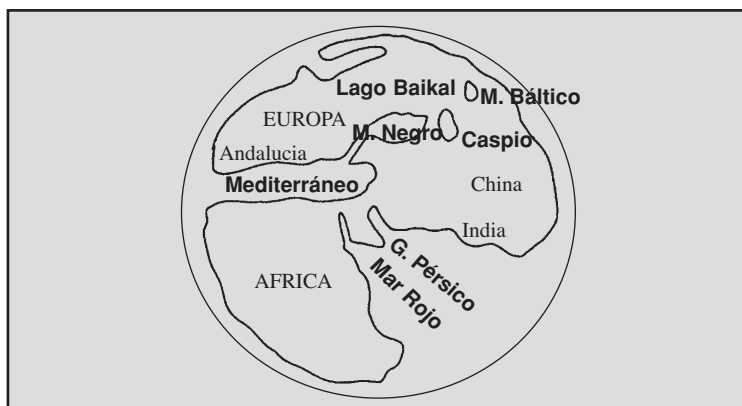 Lago Baikal
M. Báltico
EUROPA
M. Negro
Caspio
Andalucia
Mediterráneo
China
India
G. Pérsico
AFRICA
Mar Rojo